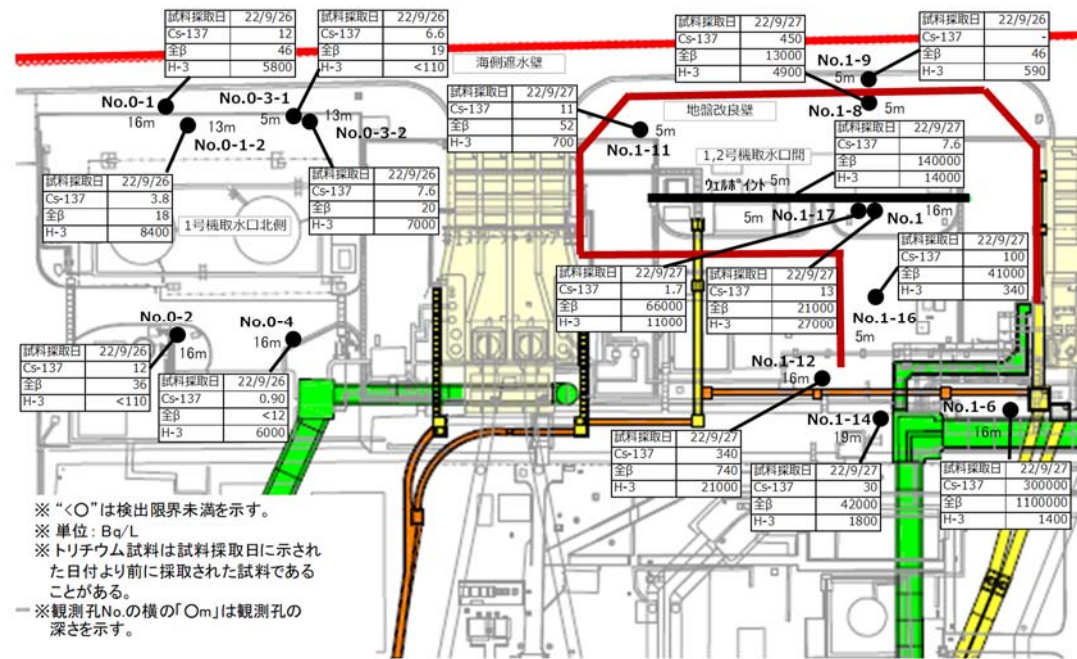 試料採取日 22/9/26
Cs-137 12
全β 46
H-3 5800
試料採取日 22/9/26
Cs-137 6.6
全β 19
H-3 <110
海側遮水壁
試料採取日 22/9/27
Cs-137 450
全β 13000
H-3 4900
試料採取日 22/9/26
Cs-137 -
全β 46
H-3 590
No.1-9
5m
No.0-1
16m
13m
No.0-1-2
No.0-3-1
5m
13m
No.0-3-2
試料採取日 22/9/27
Cs-137 11
全β 52
H-3 700
地盤改良壁
No.1-8
5m
5m
No.1-11
1,2号機取水口間
試料採取日 22/9/27
Cs-137 7.6
全β 140000
H-3 14000
試料採取日 22/9/26
Cs-137 3.8
全β 18
H-3 8400
1号機取水口北側
試料採取日 22/9/26
Cs-137 7.6
全β 20
H-3 7000
ウェルポイント 5m
5m
No.1-17
No.1
16m
試料採取日 22/9/27
Cs-137 1.7
全β 66000
H-3 11000
試料採取日 22/9/27
Cs-137 13
全β 21000
H-3 27000
試料採取日 22/9/27
Cs-137 100
全β 41000
H-3 340
No.1-16
5m
No.0-2
16m
No.0-4
16m
試料採取日 22/9/26
Cs-137 12
全β 36
H-3 <110
試料採取日 22/9/26
Cs-137 0.90
全β <12
H-3 6000
No.1-12
16m
No.1-14
19m
No.1-6
16m
試料採取日 22/9/27
Cs-137 340
全β 740
H-3 21000
試料採取日 22/9/27
Cs-137 30
全β 42000
H-3 1800
試料採取日 22/9/27
Cs-137 300000
全β 1100000
H-3 1400
※ “<〇”は検出限界未満を示す。
※ 単位：Bq/L
※ トリチウム試料は試料採取日に示され
た日付より前に採取された試料である
ことがある。
※観測孔No.の横の「〇m」は観測孔の
深さを示す。